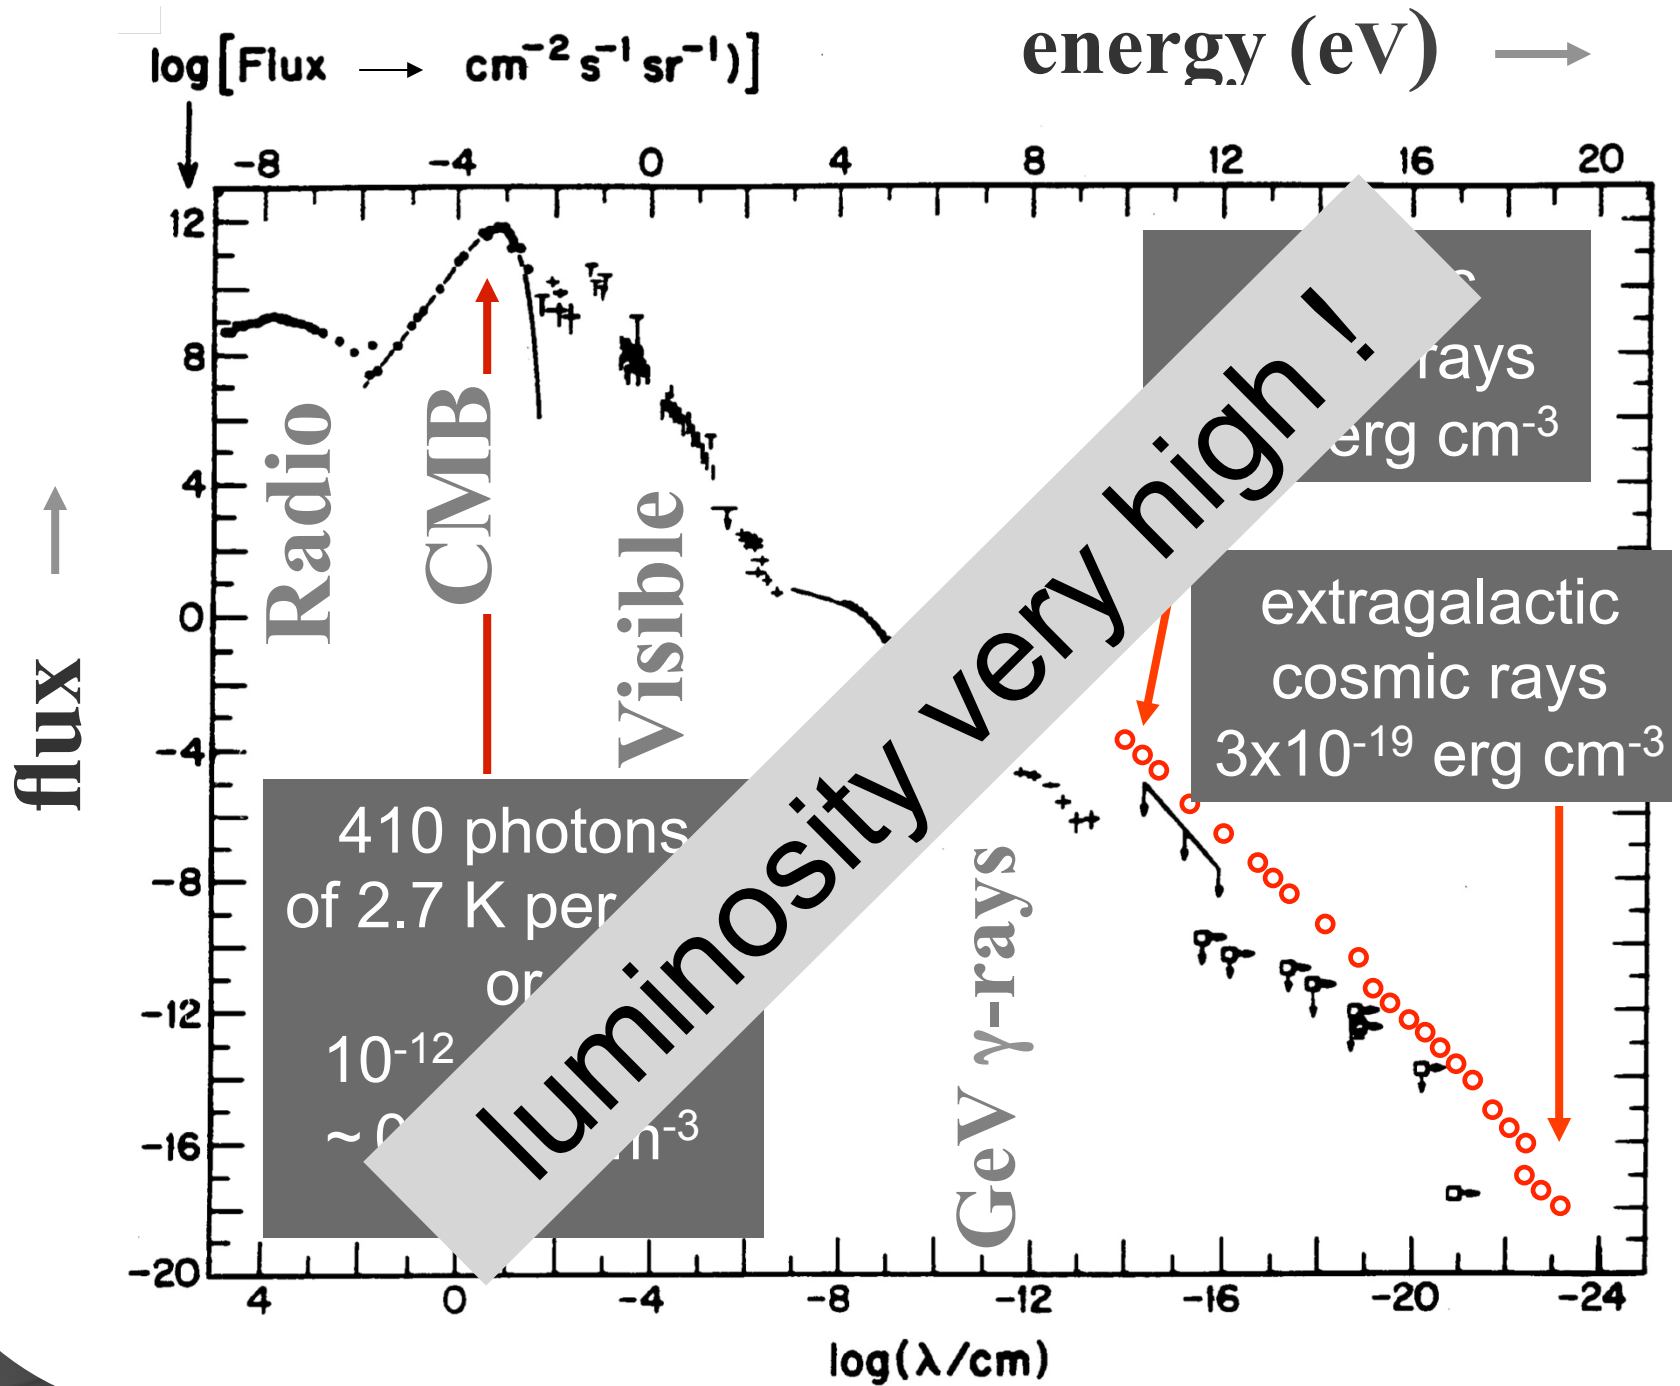 log[Flux → cm⁻² s⁻¹ sr⁻¹)]
energy (eV) →
-8 -4 0 4 8 12 16 20
12
8
4
0
-4
-8
-12
-16
-20
flux
Radio
CMB
Visible
GeV γ-rays
rays
erg cm⁻³
extragalactic
cosmic rays
3x10⁻¹⁹ erg cm⁻³
410 photons
of 2.7 K per
or
10⁻¹²
~
luminosity very high !
4 0 -4 -8 -12 -16 -20 -24
log(λ/cm)